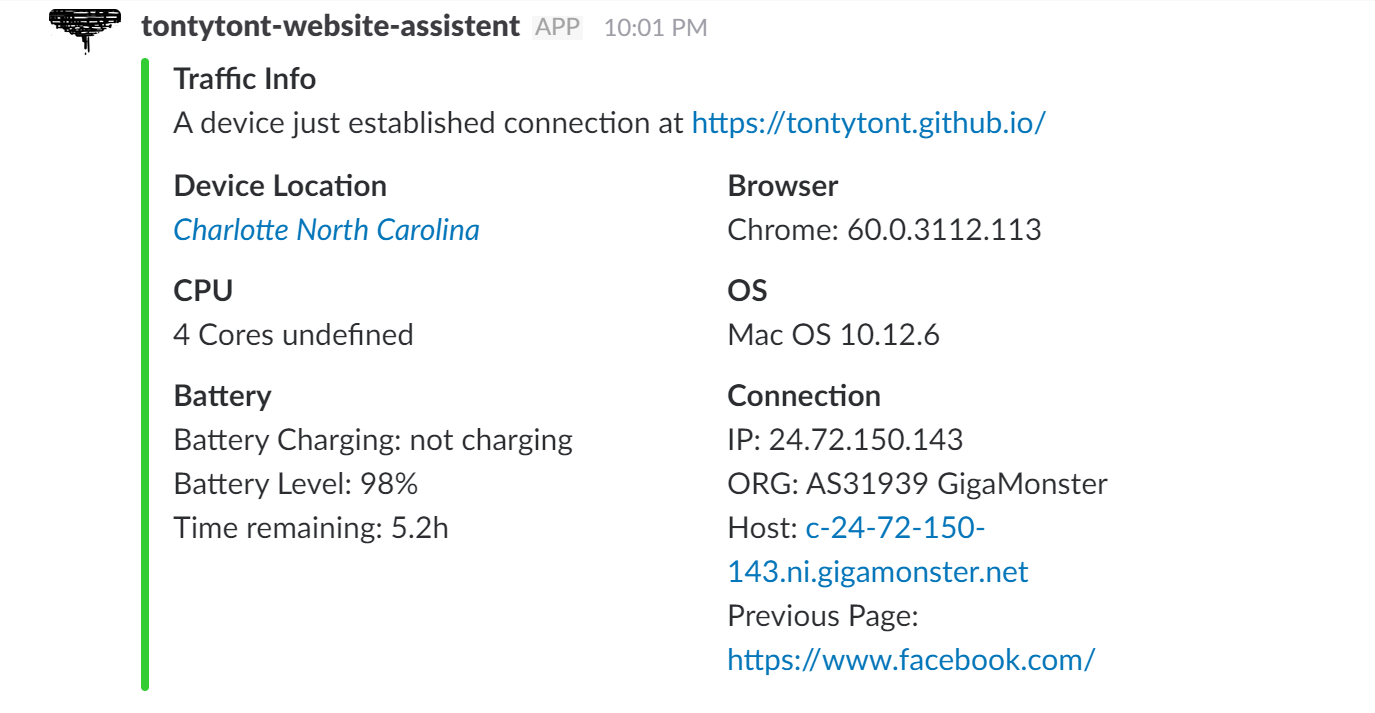 tontytont-website-assistent APP 10:01 PM
Traffic Info
A device just established connection at https://tontytont.github.io/
Device Location
Charlotte North Carolina
Browser
Chrome: 60.0.3112.113
CPU
4 Cores undefined
OS
Mac OS 10.12.6
Battery
Battery Charging: not charging
Battery Level: 98%
Time remaining: 5.2h
Connection
IP: 24.72.150.143
ORG: AS31939 GigaMonster
Host: c-24-72-150-
143.ni.gigamonster.net
Previous Page:
https://www.facebook.com/